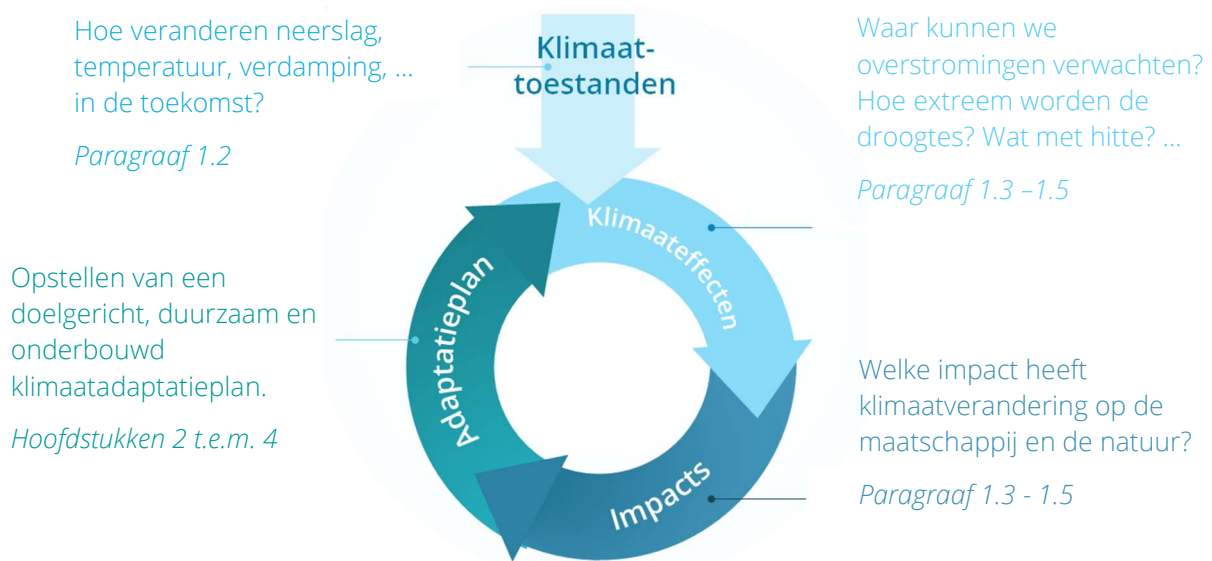 Hoe veranderen neerslag,
temperatuur, verdamping, ...
in de toekomst?
Paragraaf 1.2
Klimaat-
toestanden
Waar kunnen we
overstromingen verwachten?
Hoe extreem worden de
droogtes? Wat met hitte? ...
Paragraaf 1.3 –1.5
Klimaateffecten
Adaptatieplan
Opstellen van een
doelgericht, duurzaam en
onderbouwd
klimaatadaptatieplan.
Hoofdstukken 2 t.e.m. 4
Impacts
Welke impact heeft
klimaatverandering op de
maatschappij en de natuur?
Paragraaf 1.3 - 1.5